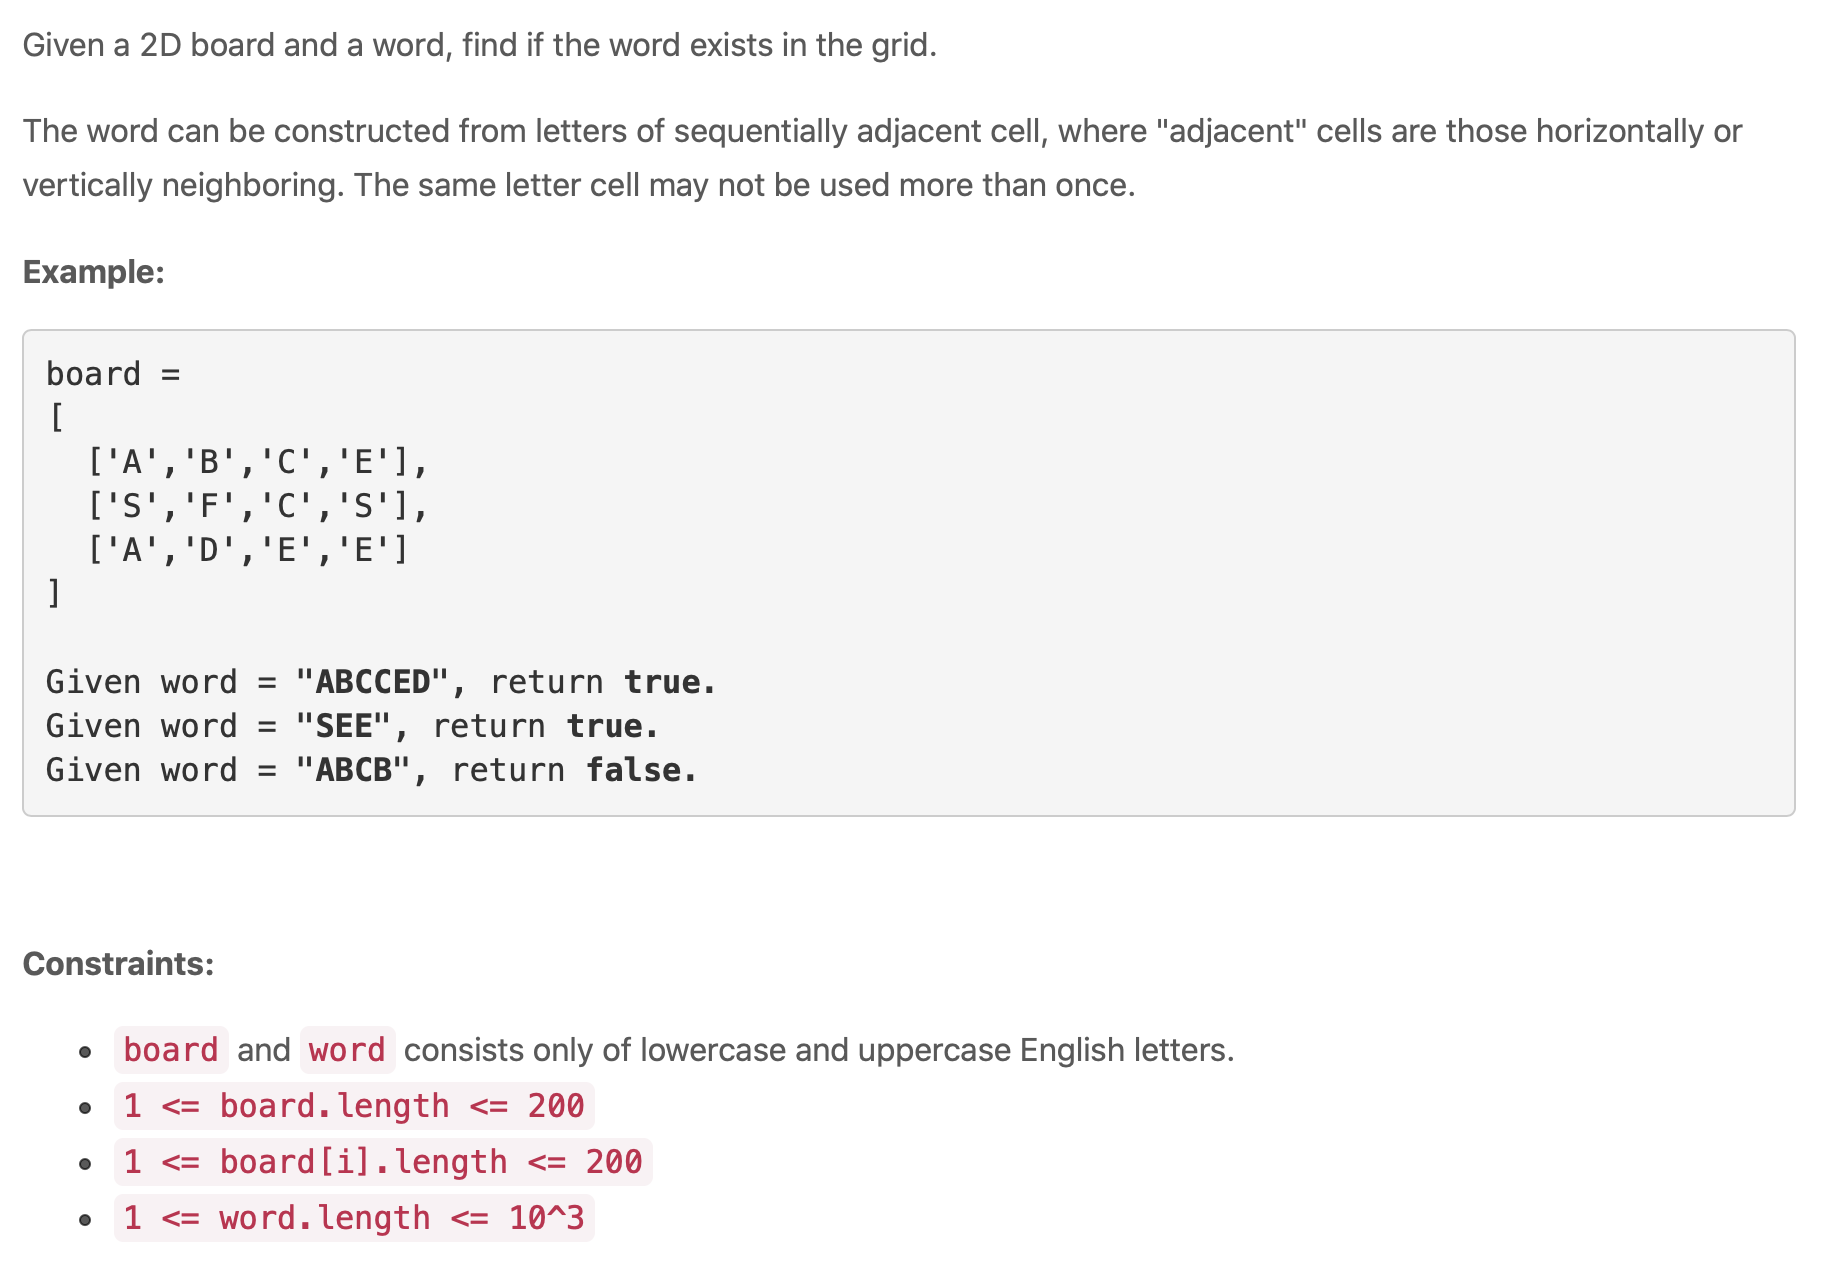 Given a 2D board and a word, find if the word exists in the grid.
The word can be constructed from letters of sequentially adjacent cell, where "adjacent" cells are those horizontally or
vertically neighboring. The same letter cell may not be used more than once.
Example:
board =
[
  ['A','B','C','E'],
  ['S','F','C','S'],
  ['A','D','E','E']
]
Given word = "ABCCED", return true.
Given word = "SEE", return true.
Given word = "ABCB", return false.
Constraints:
• board and word consists only of lowercase and uppercase English letters.
• 1 <= board.length <= 200
• 1 <= board[i].length <= 200
• 1 <= word.length <= 10^3